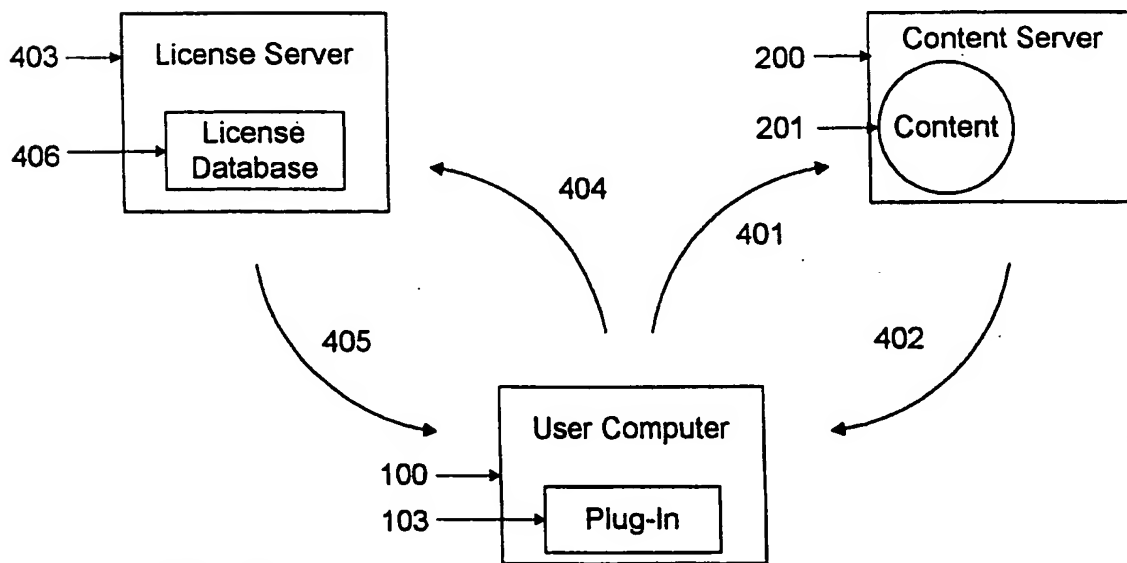 403
License Server
406
License
Database
200
Content Server
201
Content
404
401
405
402
User Computer
100
103
Plug-In